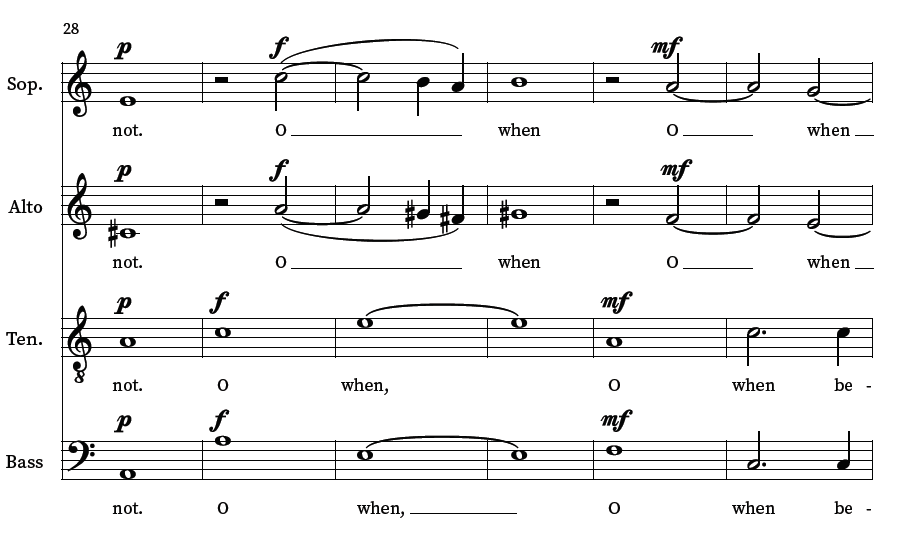 28
p f mf
Sop.
not. O when O when
p f mf
Alto
not. O when O when
p f mf
Ten.
8
not. O when, O when be -
p f mf
Bass
not. O when, O when be -